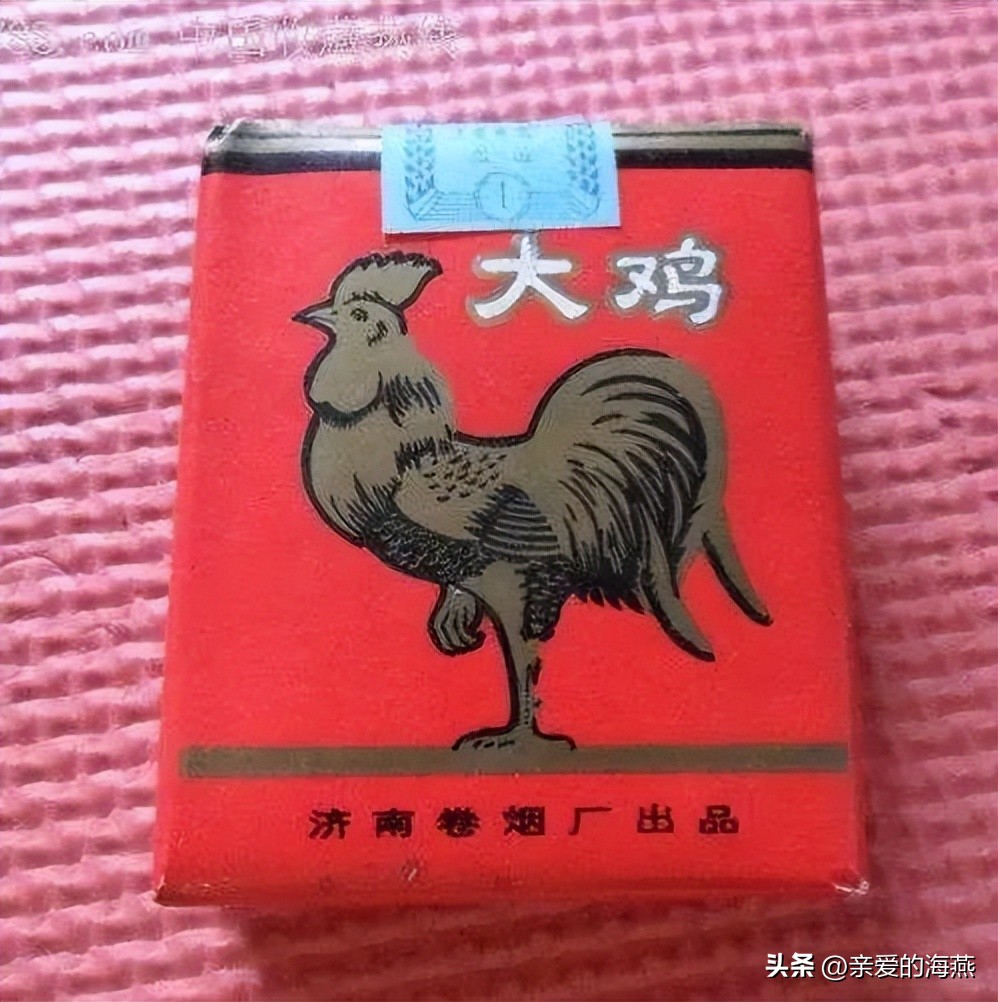 大鸡
济南卷烟厂出品
头条 @亲爱的海燕